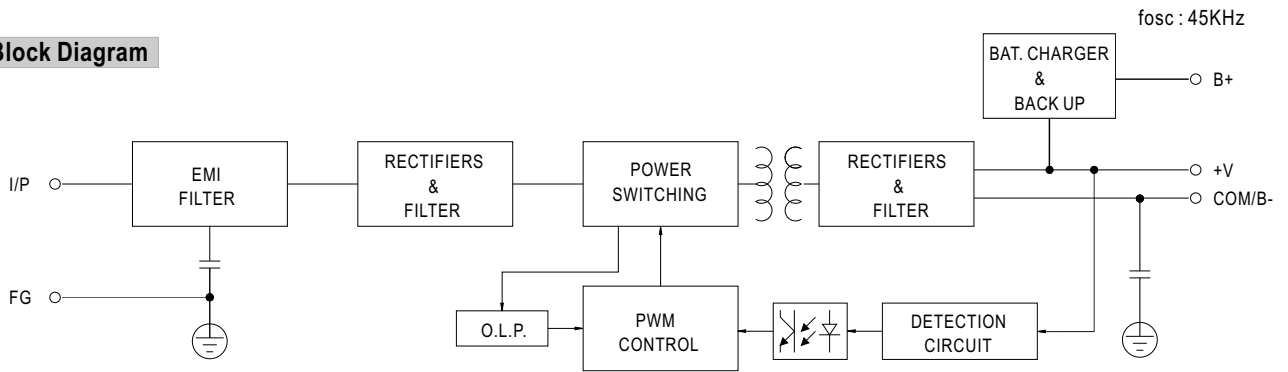 fosc : 45KHz
Block Diagram
BAT. CHARGER
&
BACK UP
B+
I/P
EMI
FILTER
RECTIFIERS
&
FILTER
POWER
SWITCHING
RECTIFIERS
&
FILTER
+V
COM/B-
FG
O.L.P.
PWM
CONTROL
DETECTION
CIRCUIT